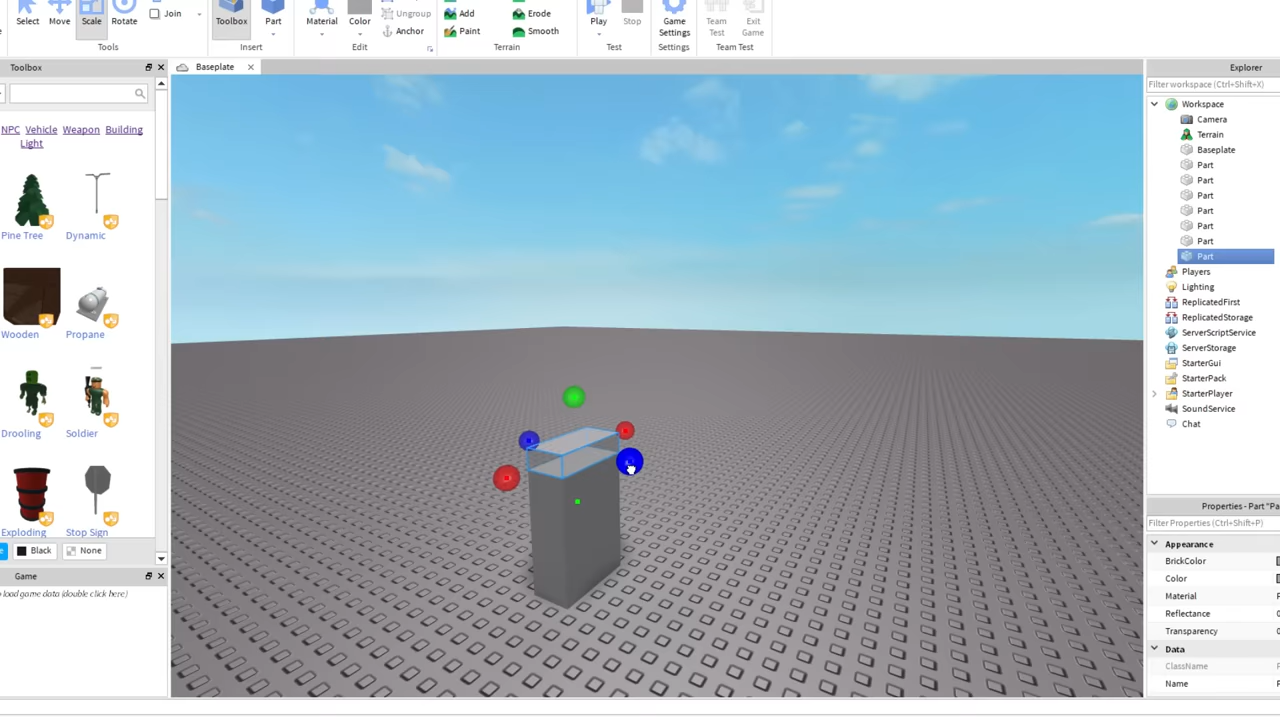 Select Move Scale Rotate Join Toolbox Part Material Color Ungroup Anchor Add Erode Paint Smooth Play Stop Game Settings Team Test Exit Game
Tools Insert Edit Terrain Test Settings Team Test
Toolbox
Baseplate
Explorer
Filter workspace (Ctrl+Shift+X)
NPC Vehicle Weapon Building
Light
Pine Tree Dynamic
Wooden Propane
Drooling Soldier
Exploding Stop Sign
Black None
Game
load game data (double click here)
Workspace
Camera
Terrain
Baseplate
Part
Part
Part
Part
Part
Part
Part
Players
Lighting
ReplicatedFirst
ReplicatedStorage
ServerScriptService
ServerStorage
StarterGui
StarterPack
StarterPlayer
SoundService
Chat
Properties - Part "Pa
Filter Properties (Ctrl+Shift+P)
Appearance
BrickColor
Color
Material P
Reflectance 0
Transparency 0
Data
ClassName P
Name P